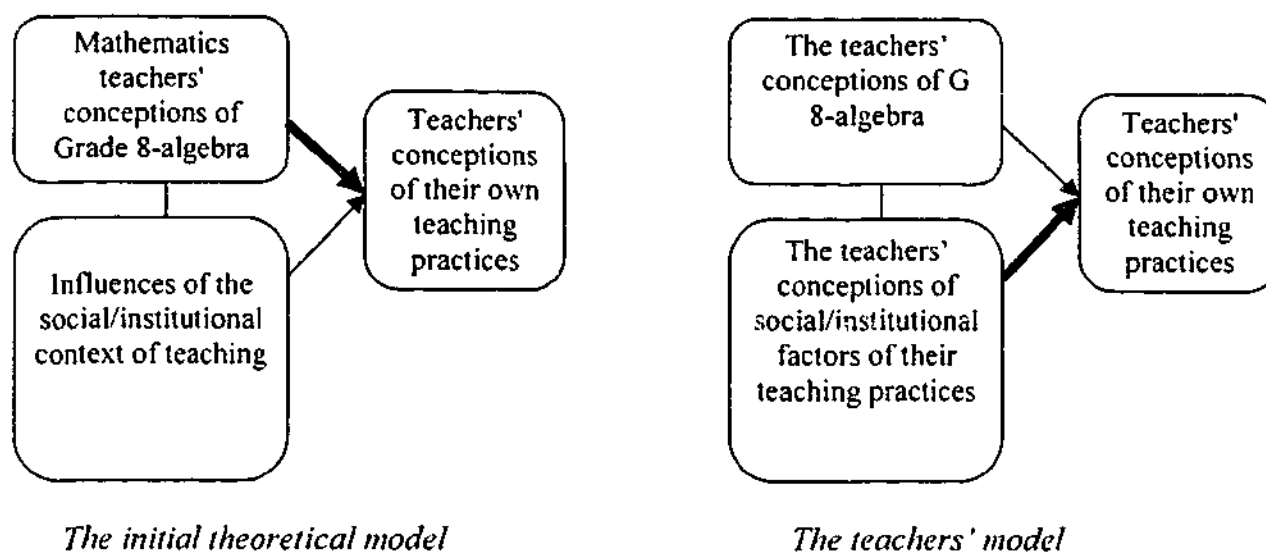 Mathematics
teachers'
conceptions of
Grade 8-algebra
Influences of the
social/institutional
context of teaching
Teachers'
conceptions
of their own
teaching
practices
The initial theoretical model
The teachers'
conceptions of G
8-algebra
The teachers'
conceptions of
social/institutional
factors of their
teaching practices
Teachers'
conceptions
of their own
teaching
practices
The teachers' model